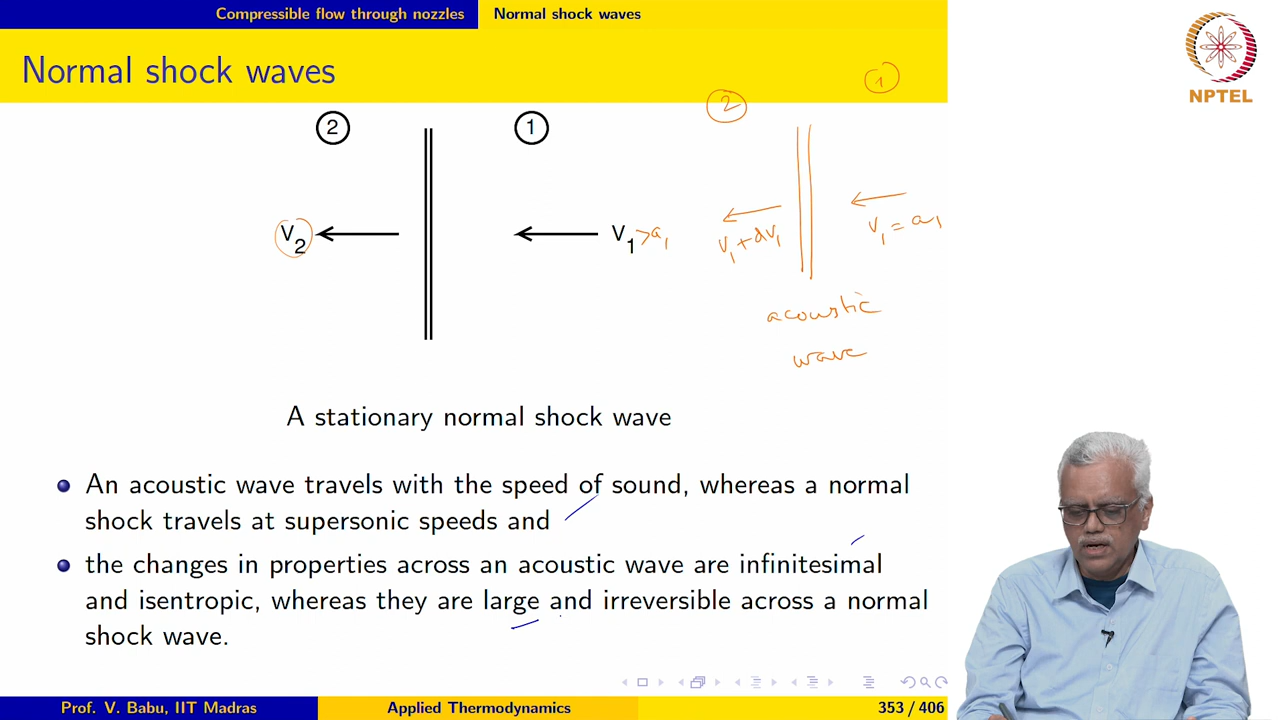 Compressible flow through nozzles Normal shock waves
NPTEL
Normal shock waves
2 1 2 1
V2 V1 >a1 V1+dV1 V1=a1
acoustic
wave
A stationary normal shock wave
An acoustic wave travels with the speed of sound, whereas a normal
shock travels at supersonic speeds and
the changes in properties across an acoustic wave are infinitesimal
and isentropic, whereas they are large and irreversible across a normal
shock wave.
Prof. V. Babu, IIT Madras Applied Thermodynamics 353 / 406